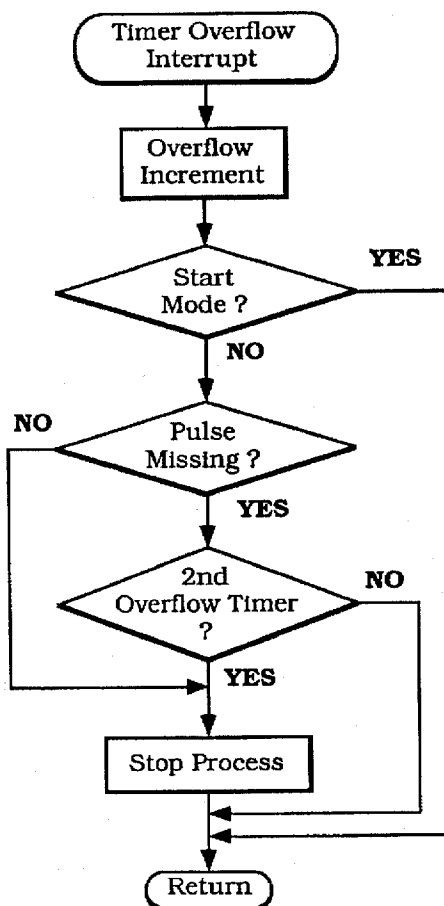 Timer Overflow
Interrupt
Overflow
Increment
Start
Mode ?
YES
NO
Pulse
Missing ?
NO
YES
2nd
Overflow Timer
?
NO
YES
Stop Process
Return